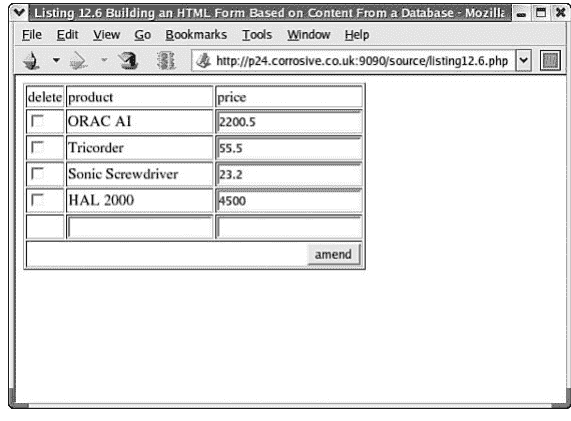 Listing 12.6 Building an HTML Form Based on Content From a Database - Mozilla
File Edit View Go Bookmarks Tools Window Help
http://p24.corrosive.co.uk:9090/source/listing12.6.php
delete product price
ORAC AI 2200.5
Tricorder 55.5
Sonic Screwdriver 23.2
HAL 2000 4500
amend